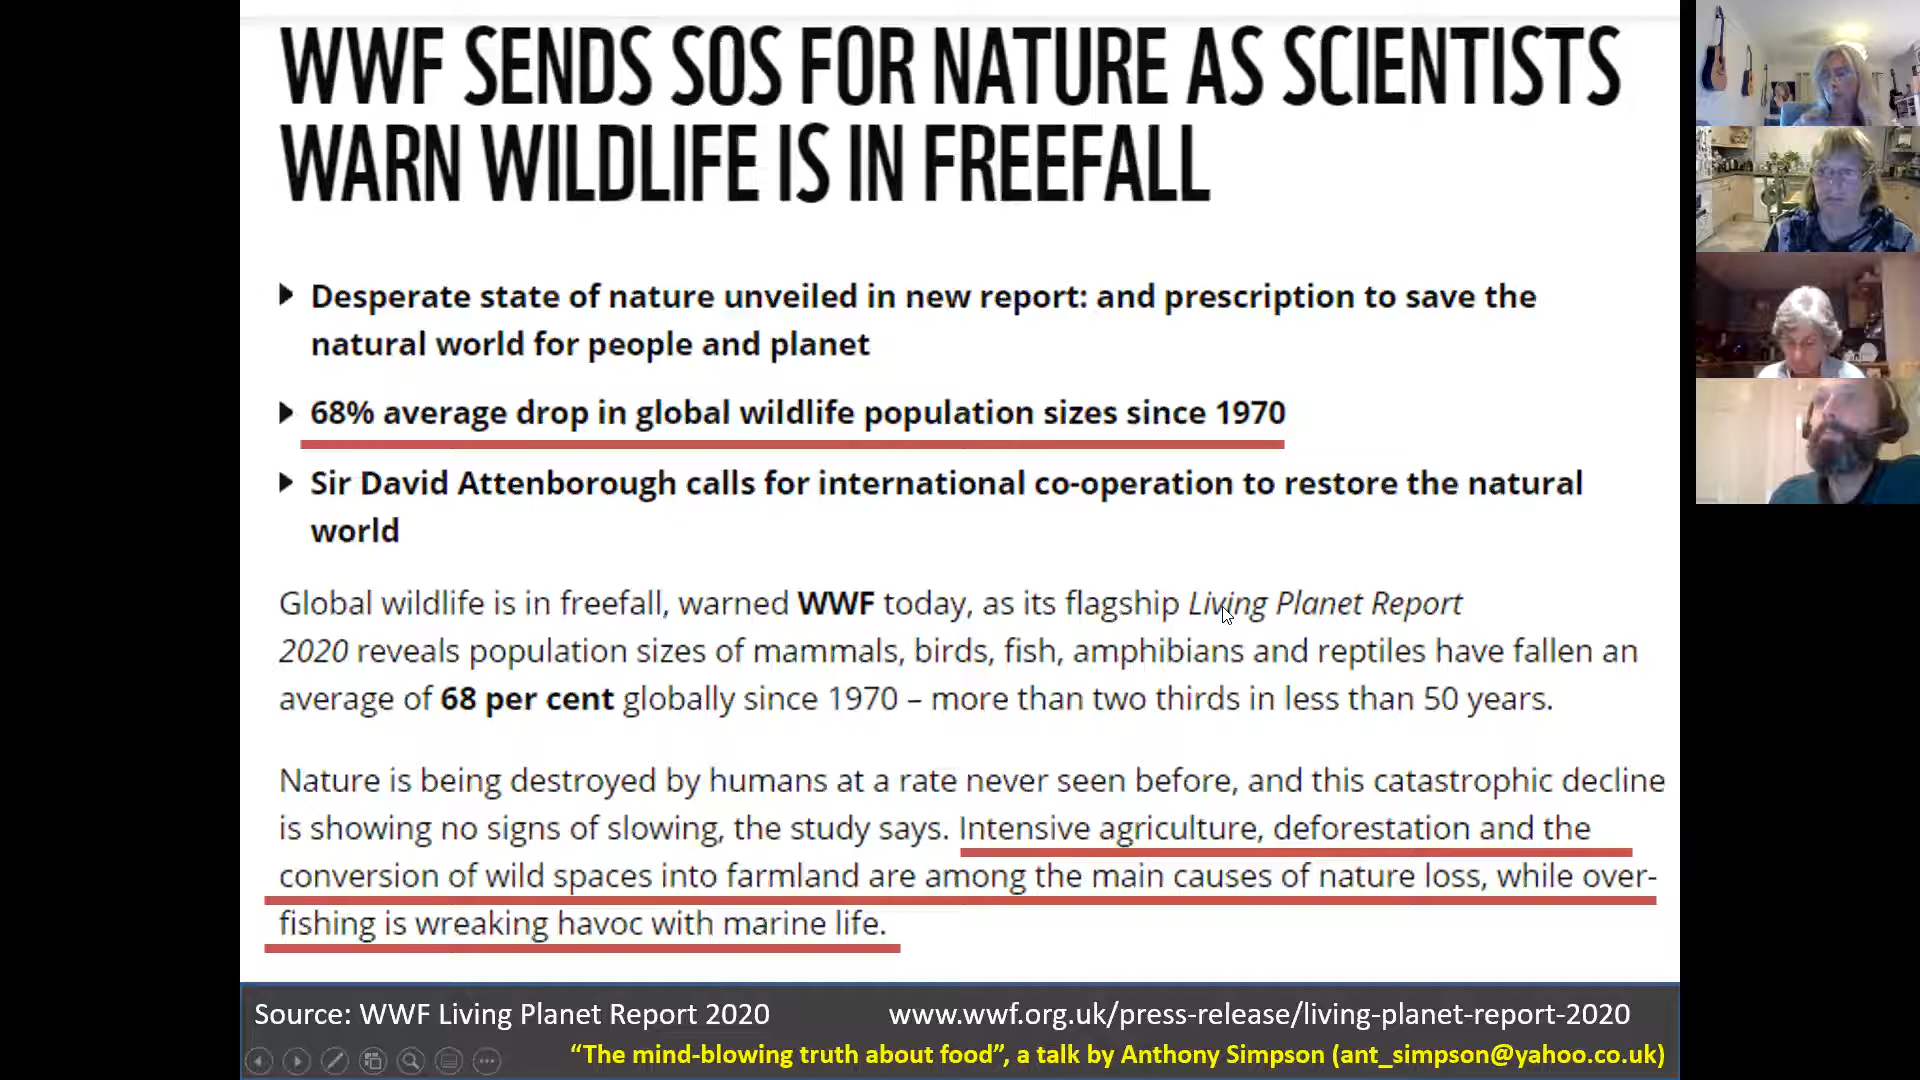 WWF SENDS SOS FOR NATURE AS SCIENTISTS
WARN WILDLIFE IS IN FREEFALL
Desperate state of nature unveiled in new report: and prescription to save the
natural world for people and planet
68% average drop in global wildlife population sizes since 1970
Sir David Attenborough calls for international co-operation to restore the natural
world
Global wildlife is in freefall, warned WWF today, as its flagship Living Planet Report
2020 reveals population sizes of mammals, birds, fish, amphibians and reptiles have fallen an
average of 68 per cent globally since 1970 – more than two thirds in less than 50 years.
Nature is being destroyed by humans at a rate never seen before, and this catastrophic decline
is showing no signs of slowing, the study says. Intensive agriculture, deforestation and the
conversion of wild spaces into farmland are among the main causes of nature loss, while over-
fishing is wreaking havoc with marine life.
Source: WWF Living Planet Report 2020 www.wwf.org.uk/press-release/living-planet-report-2020
“The mind-blowing truth about food”, a talk by Anthony Simpson (ant_simpson@yahoo.co.uk)